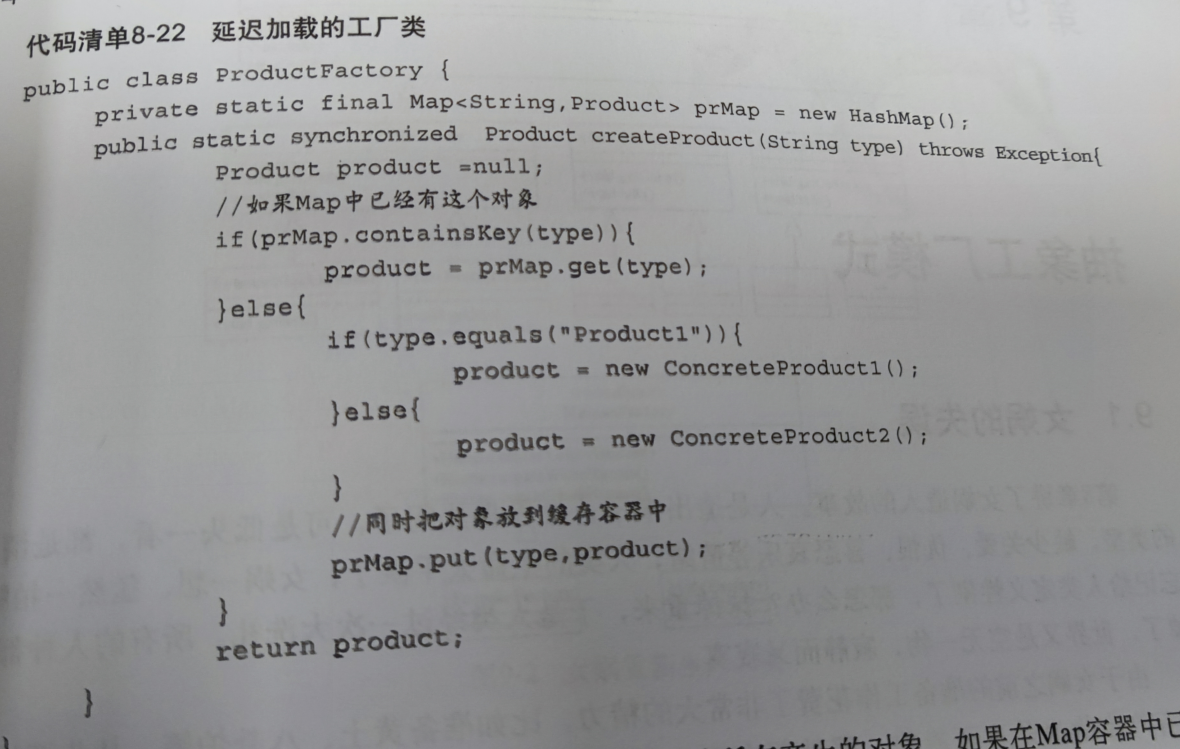 代码清单8-22 延迟加载的工厂类
public class ProductFactory {
private static final Map<String,Product> prMap = new HashMap();
public static synchronized Product createProduct(String type) throws Exception{
Product product =null;
//如果Map中已经有这个对象
if(prMap.containsKey(type)){
product = prMap.get(type);
}else{
if(type.equals("Product1")){
product = new ConcreteProduct1();
}else{
product = new ConcreteProduct2();
}
//同时把对象放到缓存容器中
prMap.put(type,product);
}
return product;
}
}
的对象，如果在Map容器中已